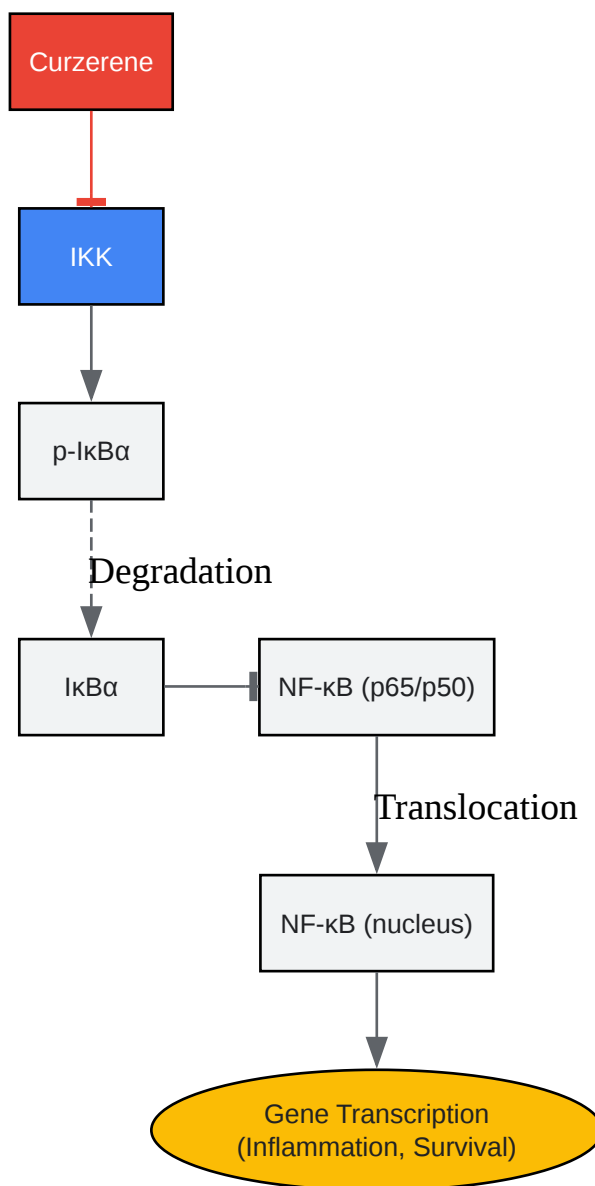 Curzerene
IKK
p-IκBα
Degradation
IκBα
NF-κB (p65/p50)
Translocation
NF-κB (nucleus)
Gene Transcription
(Inflammation, Survival)